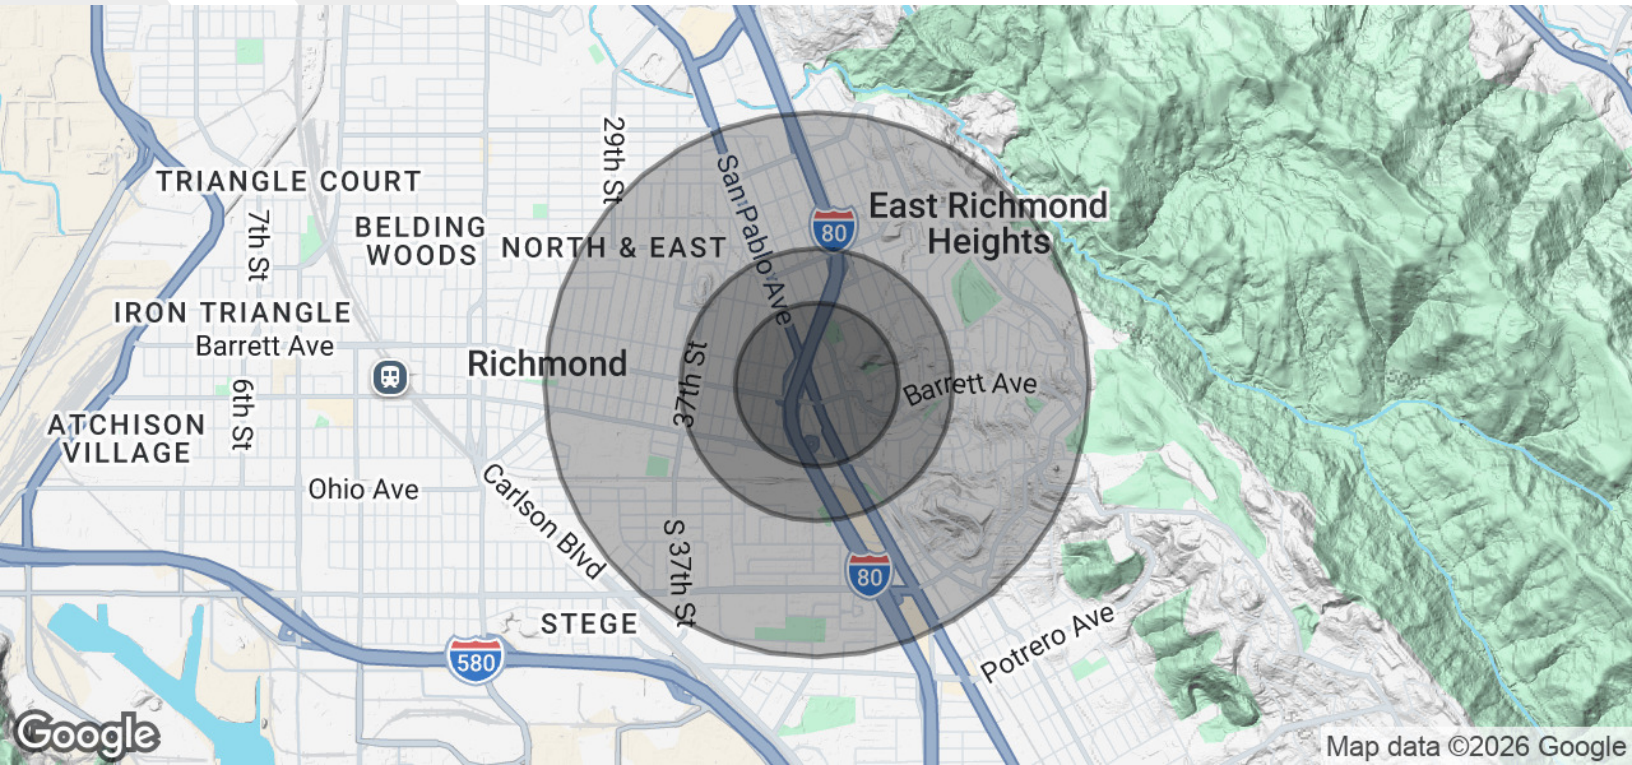 29th St
San Pablo Ave
TRIANGLE COURT
7th St
BELDING
WOODS
NORTH & EAST
80
East Richmond
Heights
IRON TRIANGLE
Barrett Ave
Richmond
37th St
Barrett Ave
6th St
ATCHISON
VILLAGE
Ohio Ave
Carlson Blvd
S 37th St
80
STEGE
580
Potrero Ave
Google
Map data ©2026 Google